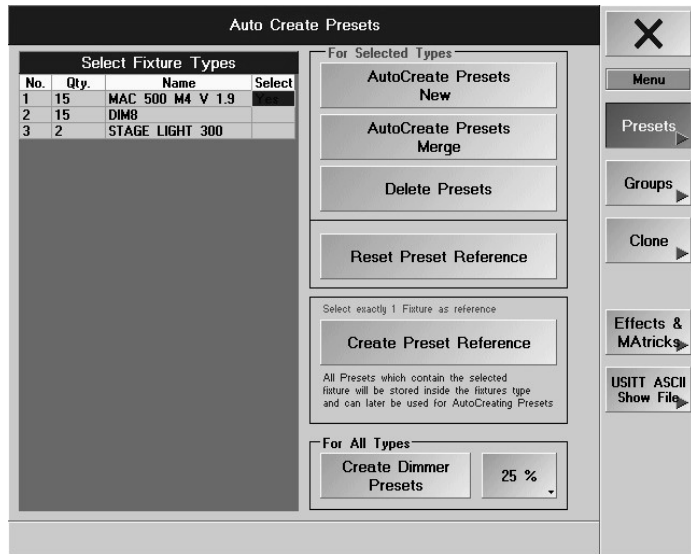 Auto Create Presets
Select Fixture Types
No. Qty. Name Select
1 15 MAC 500 M4 V 1.9 Yes
2 15 DIM8
3 2 STAGE LIGHT 300
For Selected Types
AutoCreate Presets
New
AutoCreate Presets
Merge
Delete Presets
Reset Preset Reference
Select exactly 1 Fixture as reference
Create Preset Reference
All Presets which contain the selected
fixture will be stored inside the fixtures type
and can later be used for AutoCreating Presets
For All Types
Create Dimmer
Presets
25 %
Menu
Presets
Groups
Clone
Effects &
MAtricks
USITT ASCII
Show File